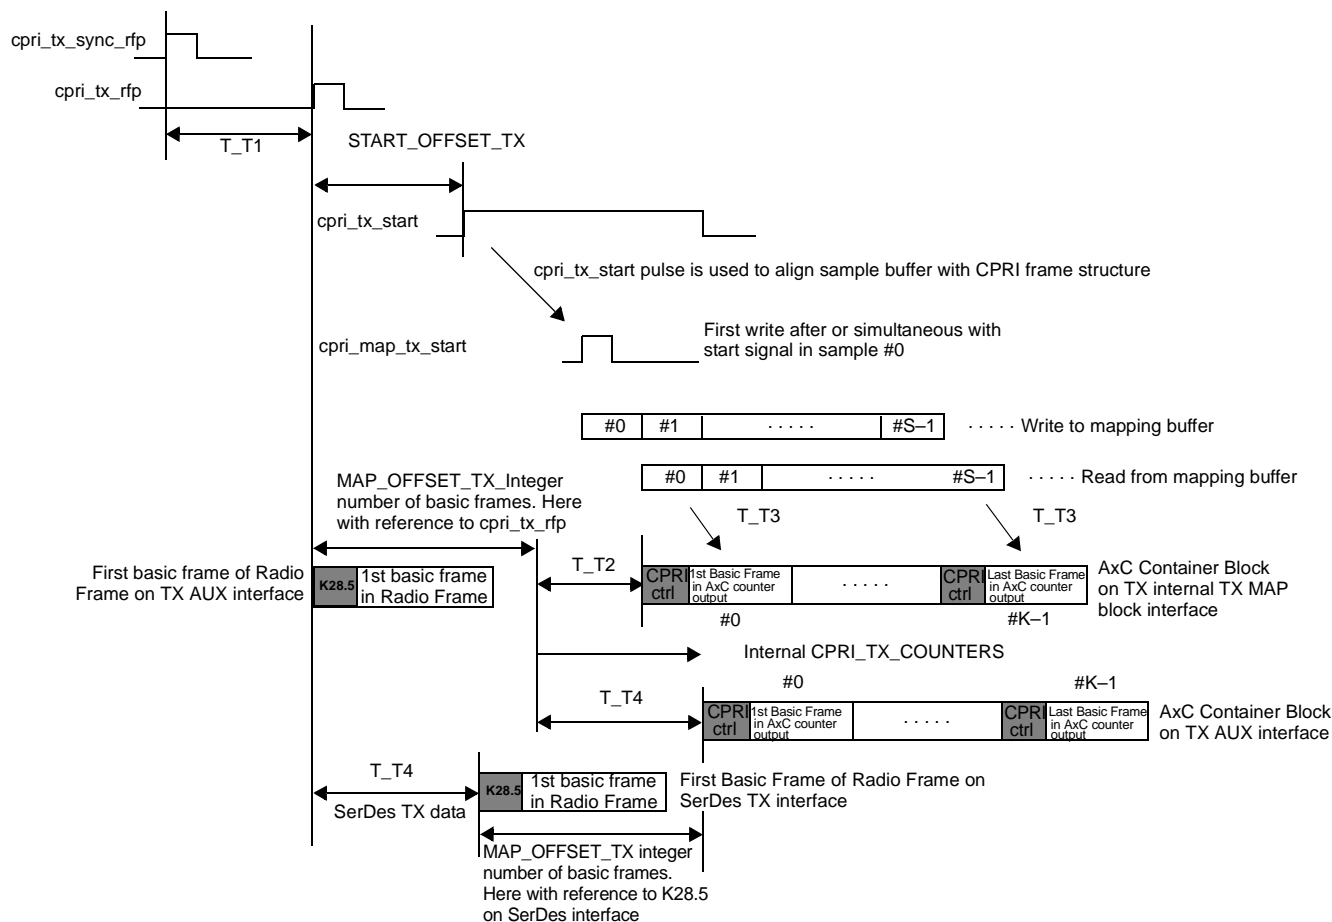 cpri_tx_sync_rfp
cpri_tx_rfp
T_T1
START_OFFSET_TX
cpri_tx_start
cpri_tx_start pulse is used to align sample buffer with CPRI frame structure
cpri_map_tx_start
First write after or simultaneous with
start signal in sample #0
#0 #1 · · · · · #S–1 · · · · · Write to mapping buffer
#0 #1 · · · · · #S–1 · · · · · Read from mapping buffer
MAP_OFFSET_TX_Integer
number of basic frames. Here
with reference to cpri_tx_rfp
T_T3
T_T3
T_T2
First basic frame of Radio
Frame on TX AUX interface
K28.5
1st basic frame
in Radio Frame
CPRI
ctrl
1st Basic Frame
in AxC counter
output
· · · · ·
CPRI
ctrl
Last Basic Frame
in AxC counter
output
AxC Container Block
on TX internal TX MAP
block interface
#0
#K–1
Internal CPRI_TX_COUNTERS
#0
#K–1
T_T4
CPRI
ctrl
1st Basic Frame
in AxC counter
output
· · · · ·
CPRI
ctrl
Last Basic Frame
in AxC counter
output
AxC Container Block
on TX AUX interface
T_T4
SerDes TX data
K28.5
1st basic frame
in Radio Frame
First Basic Frame of Radio Frame on
SerDes TX interface
MAP_OFFSET_TX integer
number of basic frames.
Here with reference to K28.5
on SerDes interface